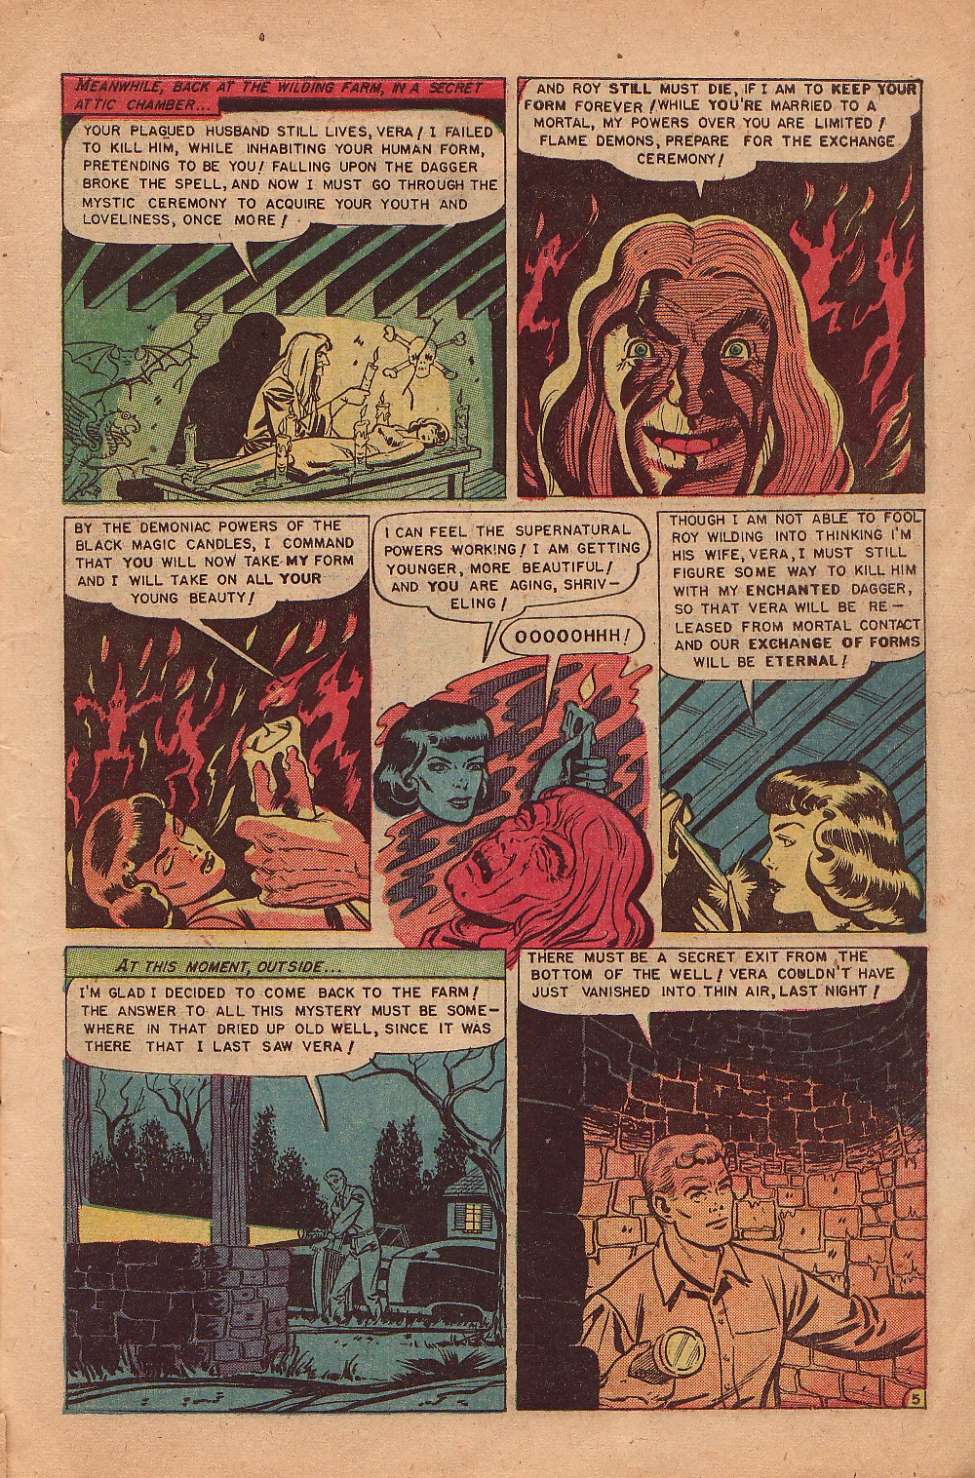 MEANWHILE, BACK AT THE WILDING FARM, IN A SECRET
ATTIC CHAMBER...
YOUR PLAGUED HUSBAND STILL LIVES, VERA! I FAILED
TO KILL HIM, WHILE INHABITING YOUR HUMAN FORM,
PRETENDING TO BE YOU! FALLING UPON THE DAGGER
BROKE THE SPELL, AND NOW I MUST GO THROUGH THE
MYSTIC CEREMONY TO ACQUIRE YOUR YOUTH AND
LOVELINESS, ONCE MORE!
AND ROY STILL MUST DIE, IF I AM TO KEEP YOUR
FORM FOREVER! WHILE YOU'RE MARRIED TO A
MORTAL, MY POWERS OVER YOU ARE LIMITED!
FLAME DEMONS, PREPARE FOR THE EXCHANGE
CEREMONY!
BY THE DEMONIAC POWERS OF THE
BLACK MAGIC CANDLES, I COMMAND
THAT YOU WILL NOW TAKE MY FORM
AND I WILL TAKE ON ALL YOUR
YOUNG BEAUTY!
I CAN FEEL THE SUPERNATURAL
POWERS WORKING! I AM GETTING
YOUNGER, MORE BEAUTIFUL!
AND YOU ARE AGING, SHRIV-
ELING!
OOOOOHHH!
THOUGH I AM NOT ABLE TO FOOL
ROY WILDING INTO THINKING I'M
HIS WIFE, VERA, I MUST STILL
FIGURE SOME WAY TO KILL HIM
WITH MY ENCHANTED DAGGER,
SO THAT VERA WILL BE RE-
LEASED FROM MORTAL CONTACT
AND OUR EXCHANGE OF FORMS
WILL BE ETERNAL!
AT THIS MOMENT, OUTSIDE...
I'M GLAD I DECIDED TO COME BACK TO THE FARM!
THE ANSWER TO ALL THIS MYSTERY MUST BE SOME-
WHERE IN THAT DRIED UP OLD WELL, SINCE IT WAS
THERE THAT I LAST SAW VERA!
THERE MUST BE A SECRET EXIT FROM THE
BOTTOM OF THE WELL! VERA COULDN'T HAVE
JUST VANISHED INTO THIN AIR, LAST NIGHT!
5